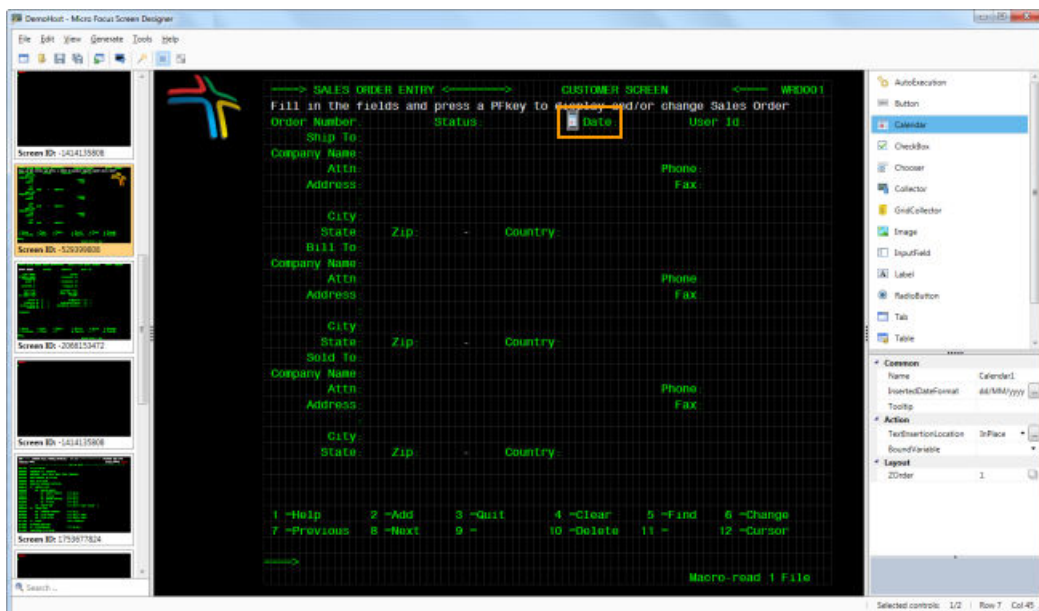 DemoHost - Micro Focus Screen Designer
File Edit View Generate Tools Help
Screen ID: -1414135808
Screen ID: -529399808
Screen ID: -2066153472
Screen ID: -1414135808
Screen ID: 1753677824
Search...
----> SALES ORDER ENTRY <--------> CUSTOMER SCREEN <---- WRD001
Fill in the fields and press a PFkey to display and/or change Sales Order
Order Number: Status: Date: User Id:
Ship To:
Company Name:
Attn: Phone:
Address: Fax:
:
City:
State: Zip: - Country:
Bill To:
Company Name:
Attn: Phone:
Address: Fax:
:
City:
State: Zip: - Country:
Sold To:
Company Name:
Attn: Phone:
Address: Fax:
:
City:
State: Zip: - Country:
1 =Help 2 =Add 3 =Quit 4 =Clear 5 =Find 6 =Change
7 =Previous 8 =Next 9 = 10 =Delete 11 = 12 =Cursor
====>
Macro-read 1 File
AutoExecution
Button
Calendar
CheckBox
Chooser
Collector
GridCollector
Image
InputField
Label
RadioButton
Tab
Table
Common
Name Calendar1
InsertedDateFormat dd/MM/yyyy ...
Tooltip
Action
TextInsertionLocation InPlace ...
BoundVariable
Layout
ZOrder 1
Selected controls: 1/2 Row 7 Col 45